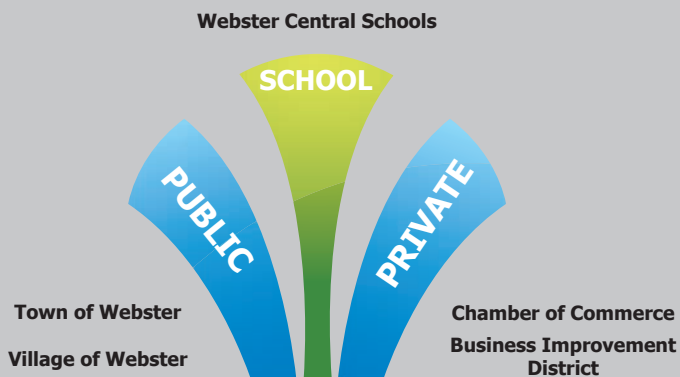 Webster Central Schools
SCHOOL
PUBLIC
PRIVATE
Town of Webster
Village of Webster
Chamber of Commerce
Business Improvement
District